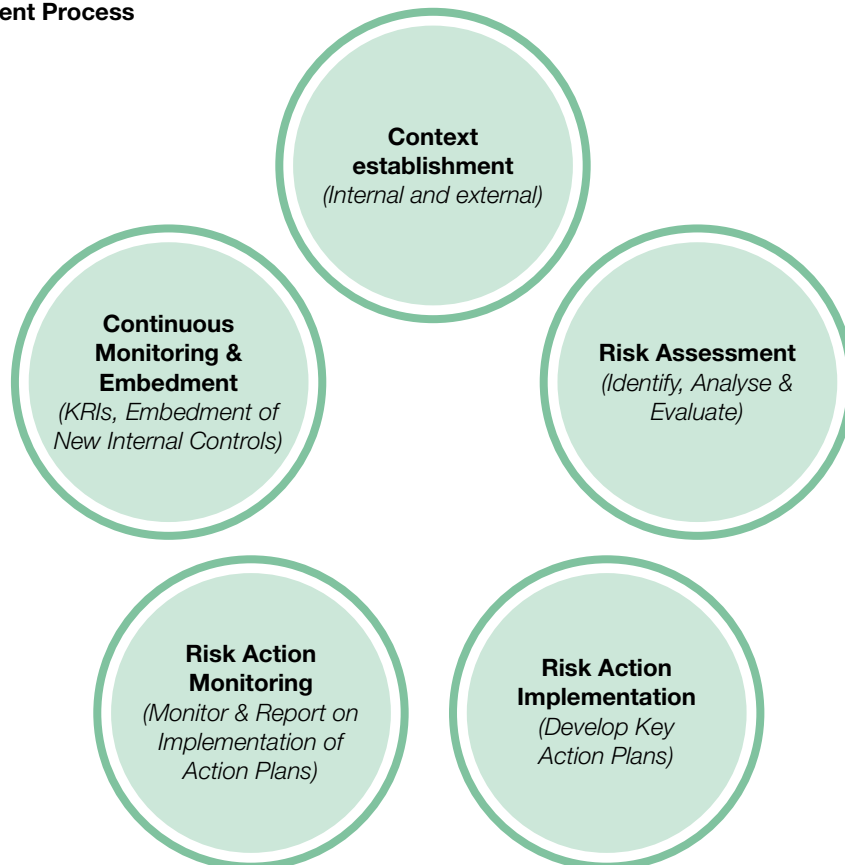 ent Process
Context
establishment
(Internal and external)
Risk Assessment
(Identify, Analyse &
Evaluate)
Risk Action
Implementation
(Develop Key
Action Plans)
Risk Action
Monitoring
(Monitor & Report on
Implementation of
Action Plans)
Continuous
Monitoring &
Embedment
(KRIs, Embedment of
New Internal Controls)